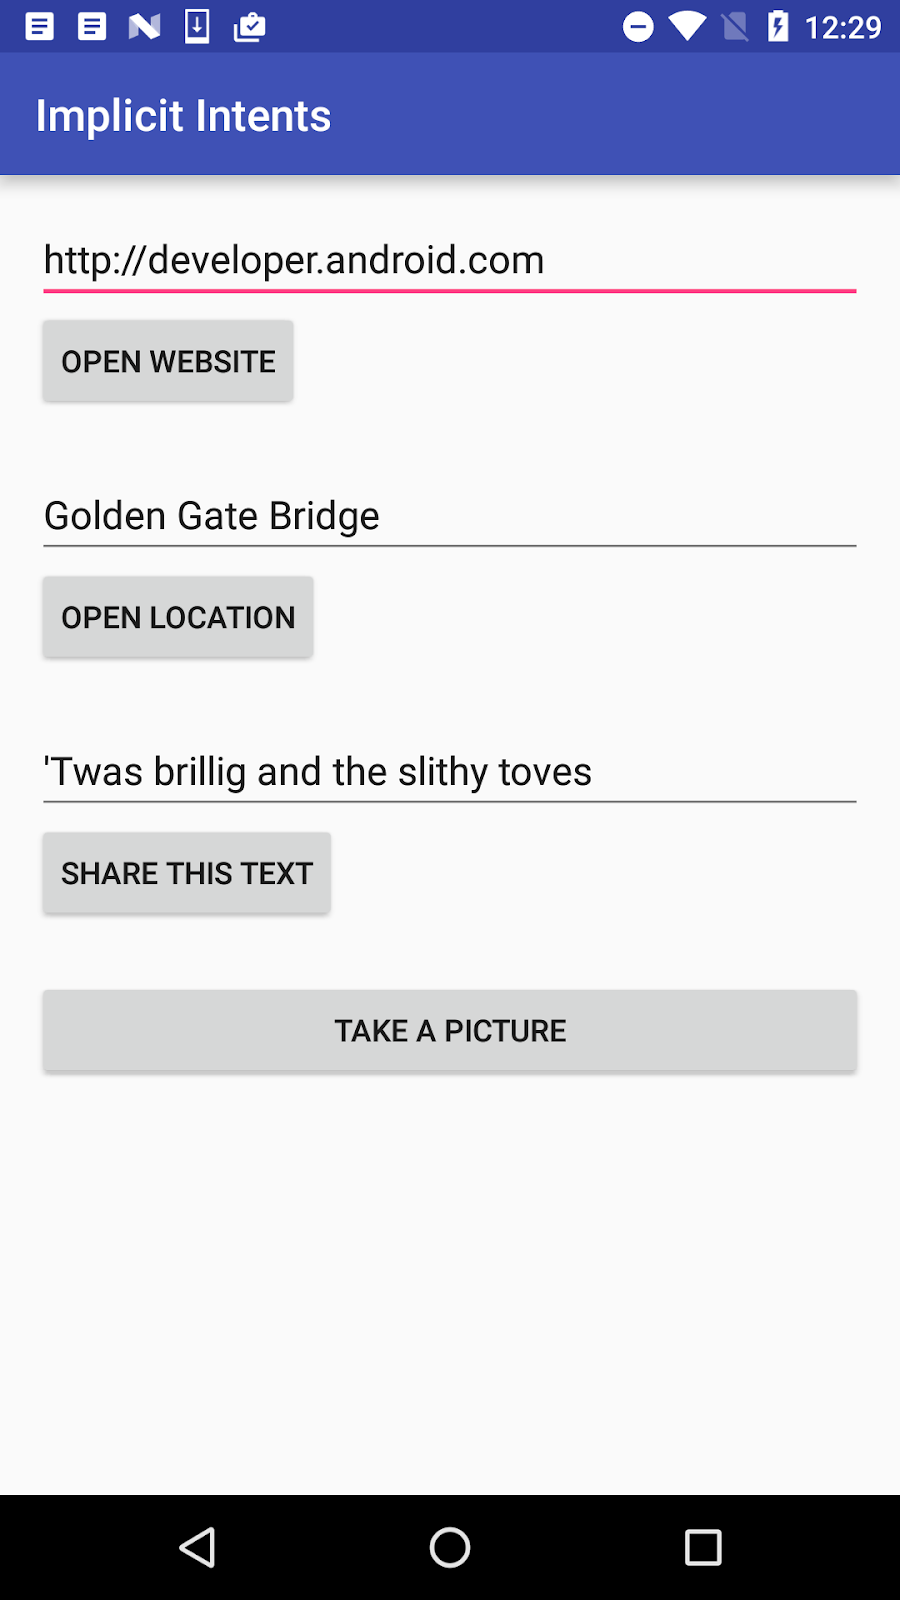 12:29
Implicit Intents
http://developer.android.com
OPEN WEBSITE
Golden Gate Bridge
OPEN LOCATION
'Twas brillig and the slithy toves
SHARE THIS TEXT
TAKE A PICTURE